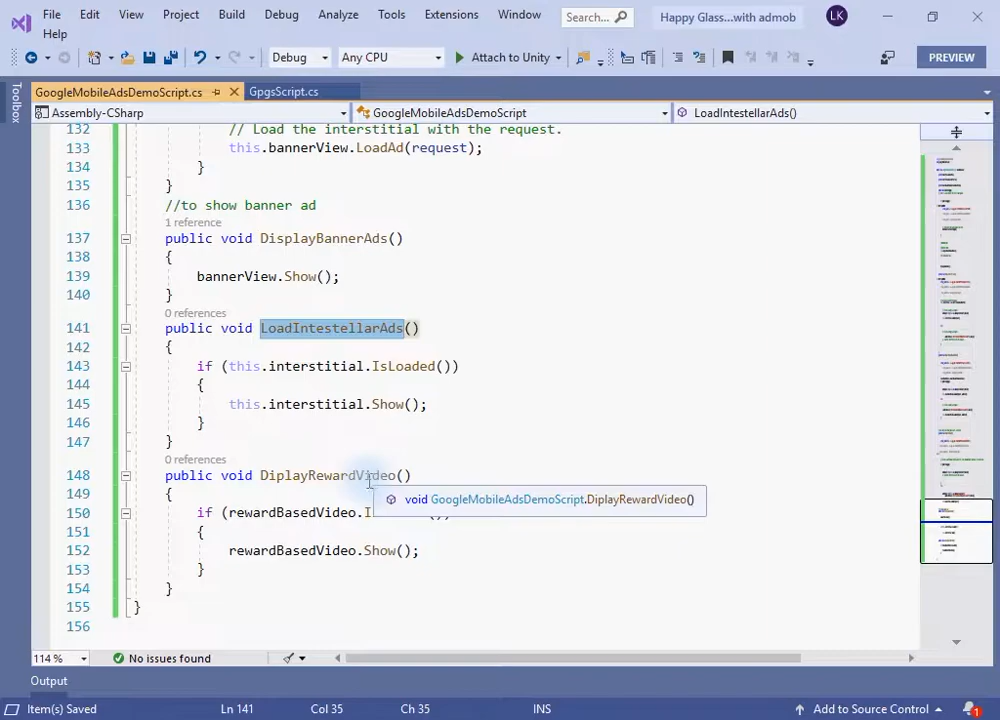 File Edit View Project Build Debug Analyze Tools Extensions Window Search... Happy Glass...with admob LK
Help
Debug Any CPU Attach to Unity PREVIEW
Toolbox
GoogleMobileAdsDemoScript.cs GpgsScript.cs
Assembly-CSharp GoogleMobileAdsDemoScript LoadIntestellarAds()
132 // Load the interstitial with the request.
133 this.bannerView.LoadAd(request);
134 }
135 }
136 //to show banner ad
1 reference
137 public void DisplayBannerAds()
138 {
139 bannerView.Show();
140 }
0 references
141 public void LoadIntestellarAds()
142 {
143 if (this.interstitial.IsLoaded())
144 {
145 this.interstitial.Show();
146 }
147 }
0 references
148 public void DiplayRewardVideo()
149 {
void GoogleMobileAdsDemoScript.DiplayRewardVideo()
150 if (rewardBasedVideo.
151 {
152 rewardBasedVideo.Show();
153 }
154 }
155 }
156
114 % No issues found
Output
Item(s) Saved Ln 141 Col 35 Ch 35 INS Add to Source Control 1